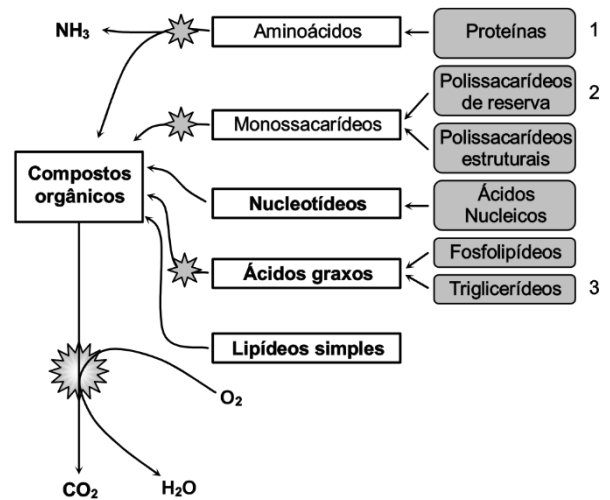 NH₃
Aminoácidos
Proteínas
1
Polissacarídeos
de reserva
2
Monossacarídeos
Polissacarídeos
estruturais
Compostos
orgânicos
Nucleotídeos
Ácidos
Nucleicos
Ácidos graxos
Fosfolipídeos
Triglicerídeos
3
Lipídeos simples
O₂
CO₂
H₂O